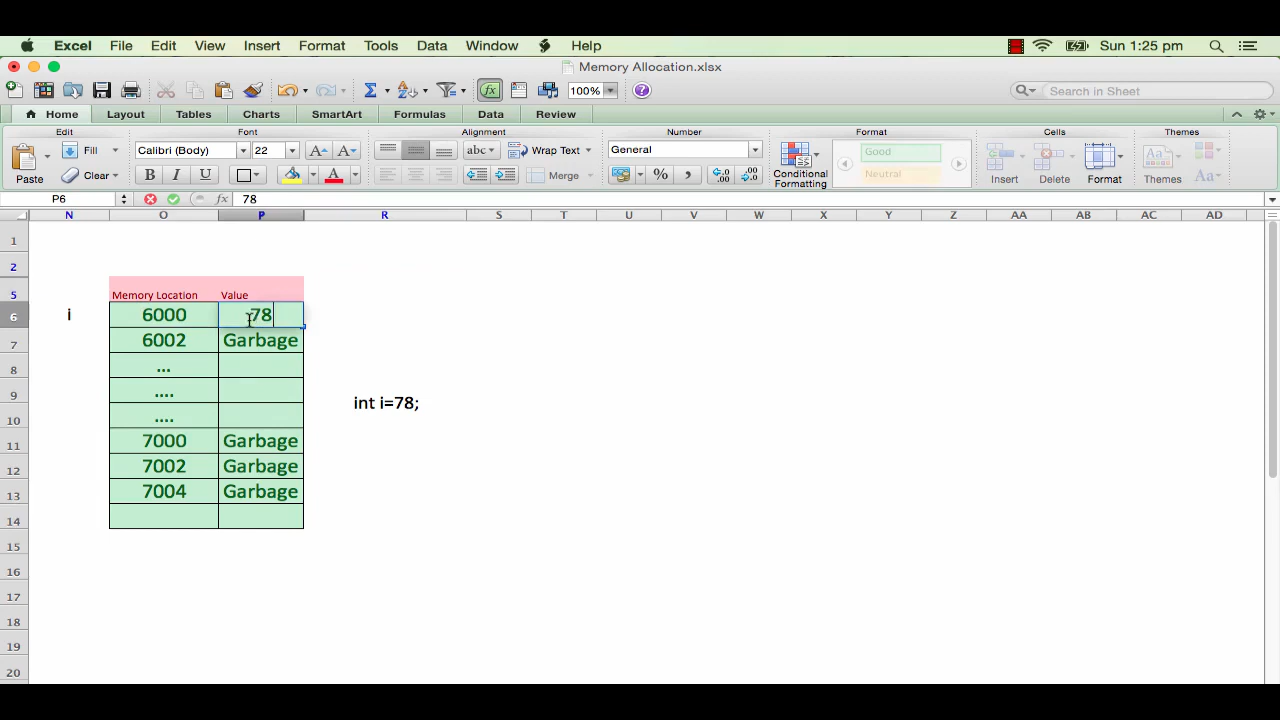 Excel File Edit View Insert Format Tools Data Window Help Sun 1:25 pm
Memory Allocation.xlsx
100% Search in Sheet
Home Layout Tables Charts SmartArt Formulas Data Review
Edit Font Alignment Number Format Cells Themes
Fill Calibri (Body) 22 A A abc Wrap Text General Good
Paste Clear B I U A Merge % , .0 .00 Neutral Conditional Formatting Insert Delete Format Themes Aa
P6 fx 78
N O P R S T U V W X Y Z AA AB AC AD
1
2
5 Memory Location Value
6 i 6000 78
7 6002 Garbage
8 ...
9 .... int i=78;
10 ....
11 7000 Garbage
12 7002 Garbage
13 7004 Garbage
14
15
16
17
18
19
20